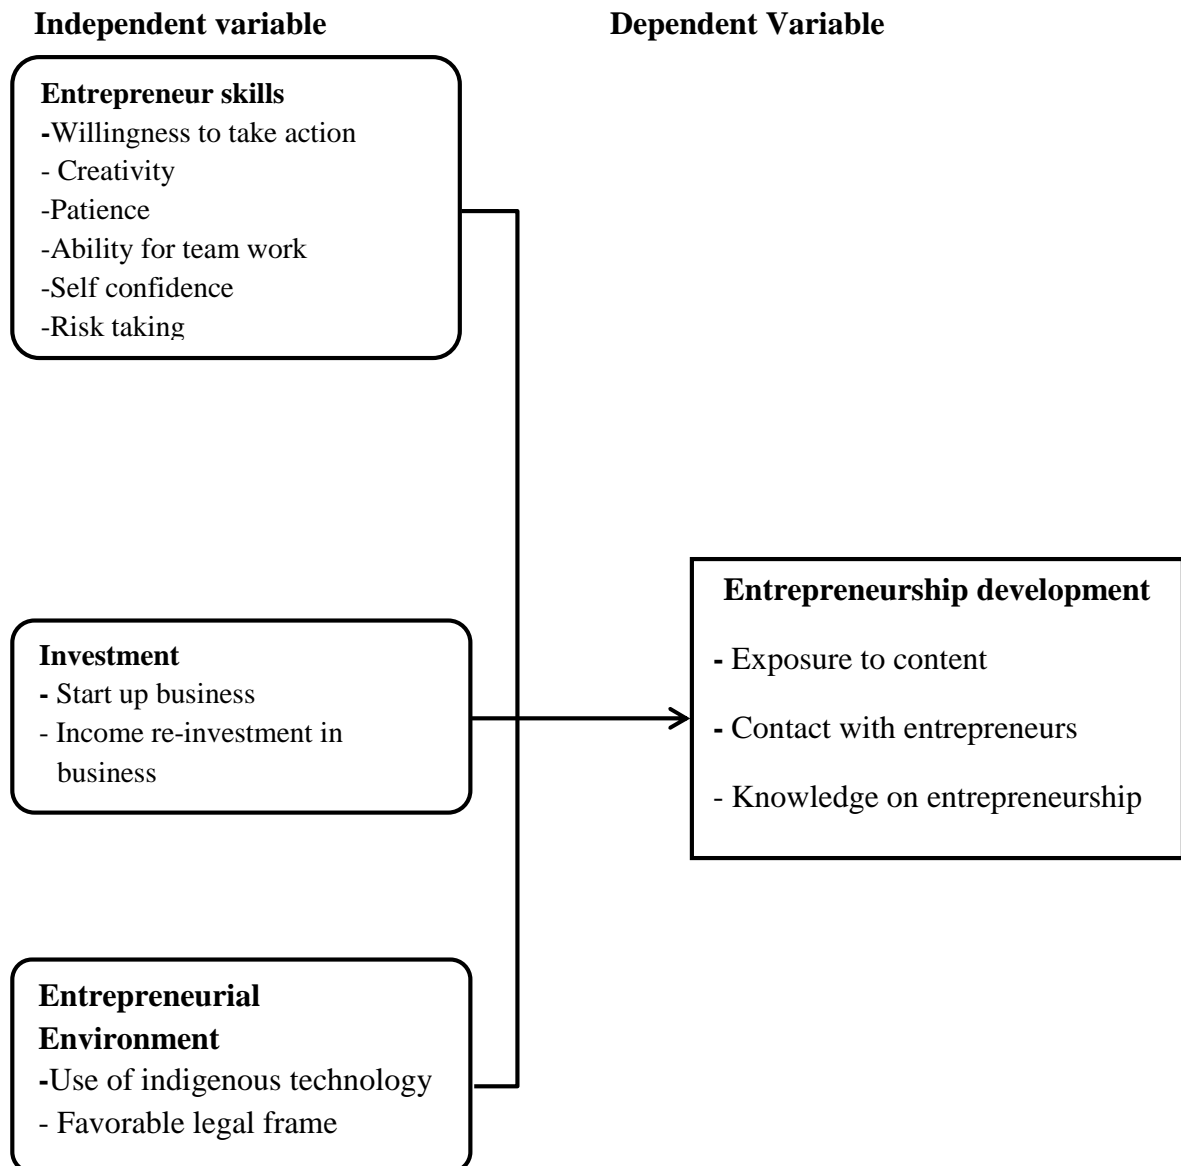 Independent variable
Dependent Variable
Entrepreneur skills
-Willingness to take action
- Creativity
-Patience
-Ability for team work
-Self confidence
-Risk taking
Investment
- Start up business
- Income re-investment in
business
Entrepreneurship development
- Exposure to content
- Contact with entrepreneurs
- Knowledge on entrepreneurship
Entrepreneurial
Environment
-Use of indigenous technology
- Favorable legal frame